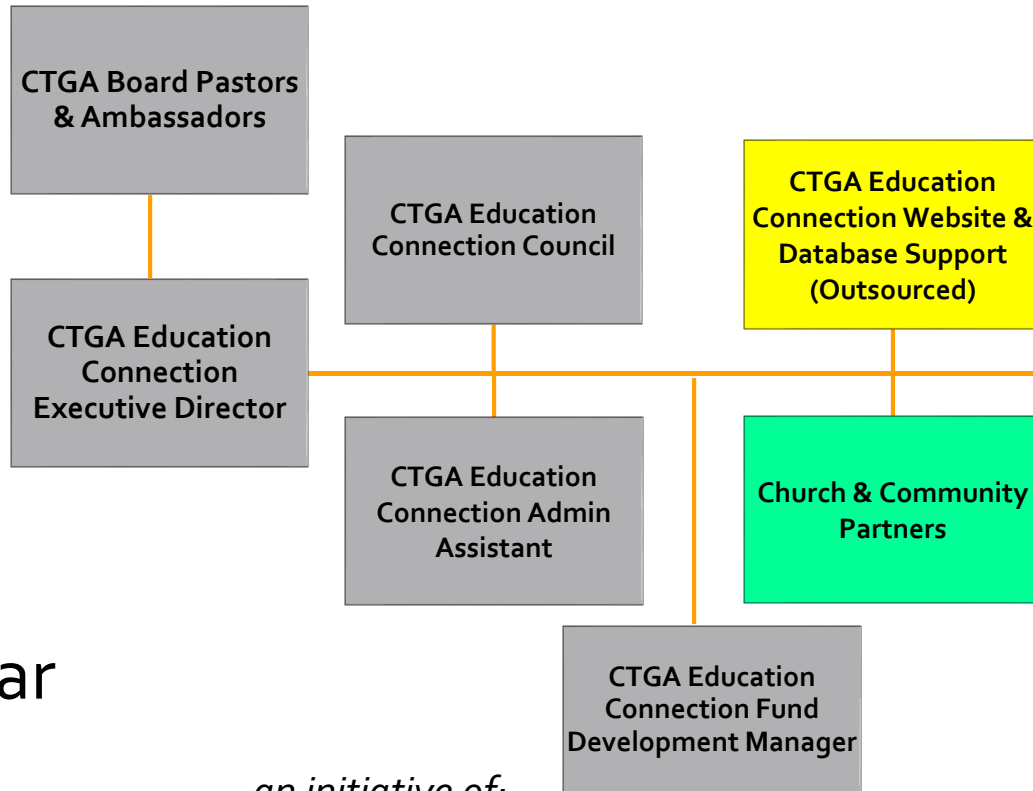 CTGA Board Pastors
& Ambassadors
CTGA Education
Connection Council
CTGA Education
Connection Website &
Database Support
(Outsourced)
CTGA Education
Connection
Executive Director
CTGA Education
Connection Admin
Assistant
Church & Community
Partners
ar
CTGA Education
Connection Fund
Development Manager
an initiative of: